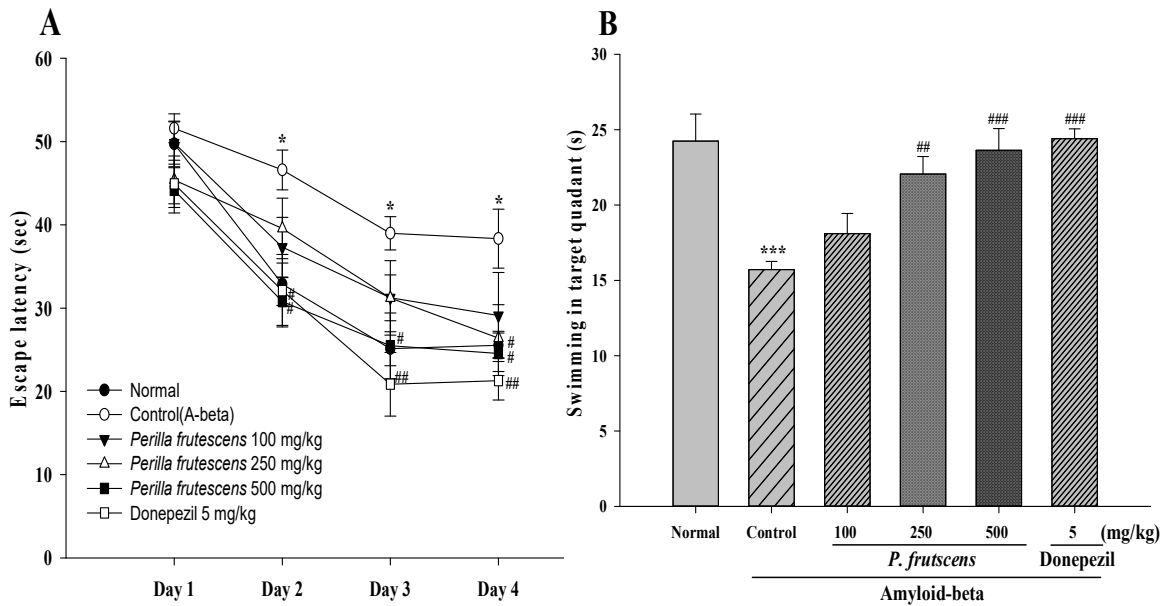 A
60
50
40
30
20
10
0
Escape latency (sec)
*
*
*
#
#
#
##
#
#
##
Normal
Control(A-beta)
Perilla frutescens 100 mg/kg
Perilla frutescens 250 mg/kg
Perilla frutescens 500 mg/kg
Donepezil 5 mg/kg
Day 1 Day 2 Day 3 Day 4
B
30
25
20
15
10
5
0
Swimming in target quadant (s)
***
##
###
###
Normal Control 100 250 500 5 (mg/kg)
P. frutscens Donepezil
Amyloid-beta